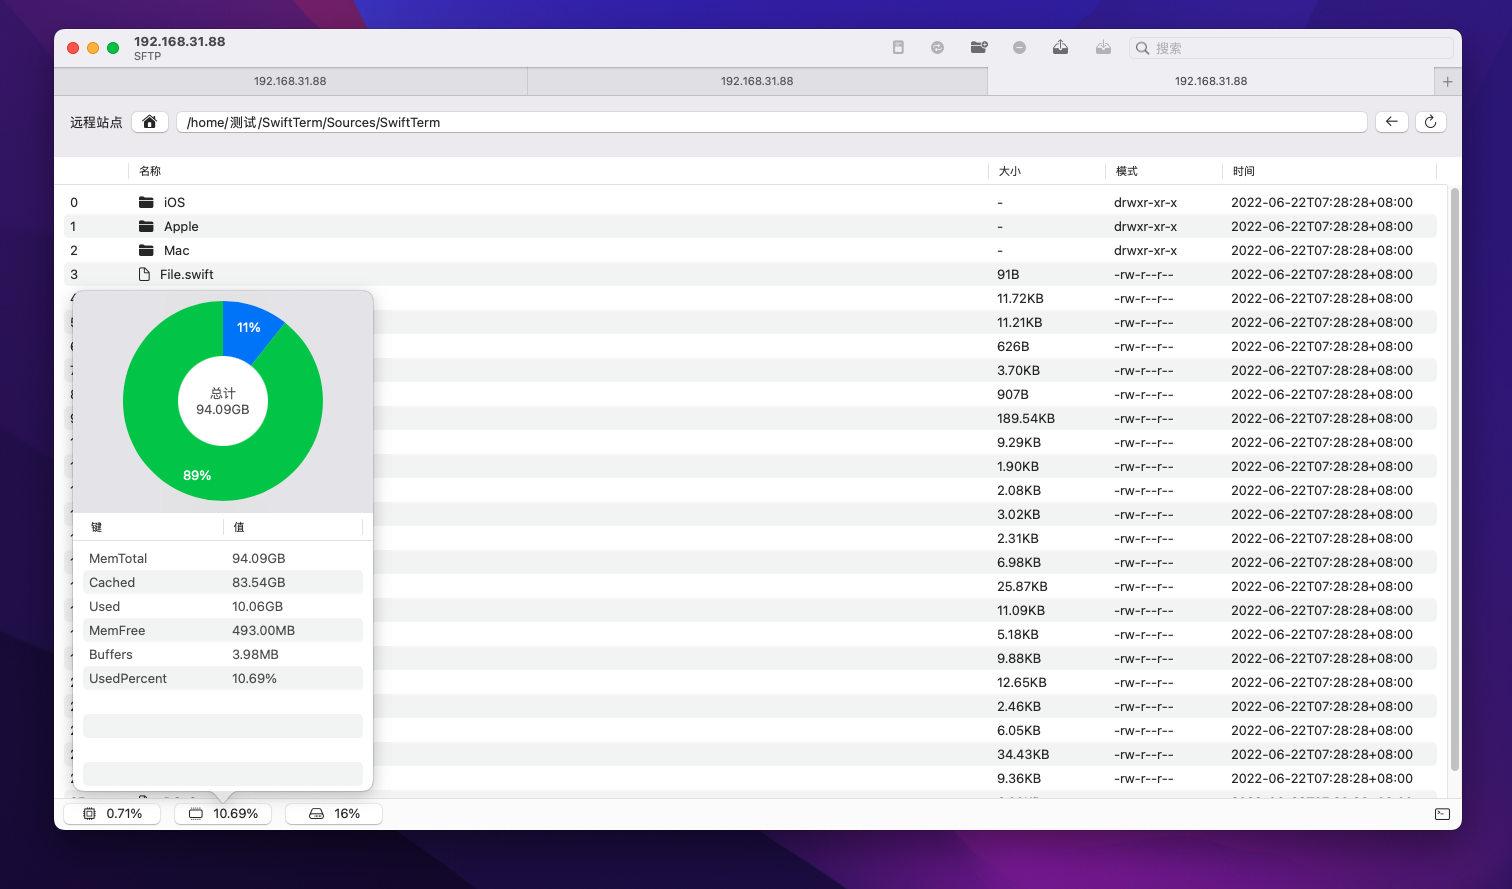 192.168.31.88
SFTP
搜索
192.168.31.88
192.168.31.88
192.168.31.88
远程站点
/home/测试/SwiftTerm/Sources/SwiftTerm
名称 大小 模式 时间
0 iOS - drwxr-xr-x 2022-06-22T07:28:28+08:00
1 Apple - drwxr-xr-x 2022-06-22T07:28:28+08:00
2 Mac - drwxr-xr-x 2022-06-22T07:28:28+08:00
3 File.swift 91B -rw-r--r-- 2022-06-22T07:28:28+08:00
11.72KB -rw-r--r-- 2022-06-22T07:28:28+08:00
11.21KB -rw-r--r-- 2022-06-22T07:28:28+08:00
626B -rw-r--r-- 2022-06-22T07:28:28+08:00
3.70KB -rw-r--r-- 2022-06-22T07:28:28+08:00
907B -rw-r--r-- 2022-06-22T07:28:28+08:00
189.54KB -rw-r--r-- 2022-06-22T07:28:28+08:00
9.29KB -rw-r--r-- 2022-06-22T07:28:28+08:00
1.90KB -rw-r--r-- 2022-06-22T07:28:28+08:00
2.08KB -rw-r--r-- 2022-06-22T07:28:28+08:00
3.02KB -rw-r--r-- 2022-06-22T07:28:28+08:00
2.31KB -rw-r--r-- 2022-06-22T07:28:28+08:00
6.98KB -rw-r--r-- 2022-06-22T07:28:28+08:00
25.87KB -rw-r--r-- 2022-06-22T07:28:28+08:00
11.09KB -rw-r--r-- 2022-06-22T07:28:28+08:00
5.18KB -rw-r--r-- 2022-06-22T07:28:28+08:00
9.88KB -rw-r--r-- 2022-06-22T07:28:28+08:00
12.65KB -rw-r--r-- 2022-06-22T07:28:28+08:00
2.46KB -rw-r--r-- 2022-06-22T07:28:28+08:00
6.05KB -rw-r--r-- 2022-06-22T07:28:28+08:00
34.43KB -rw-r--r-- 2022-06-22T07:28:28+08:00
9.36KB -rw-r--r-- 2022-06-22T07:28:28+08:00
11%
总计
94.09GB
89%
键 值
MemTotal 94.09GB
Cached 83.54GB
Used 10.06GB
MemFree 493.00MB
Buffers 3.98MB
UsedPercent 10.69%
0.71%
10.69%
16%